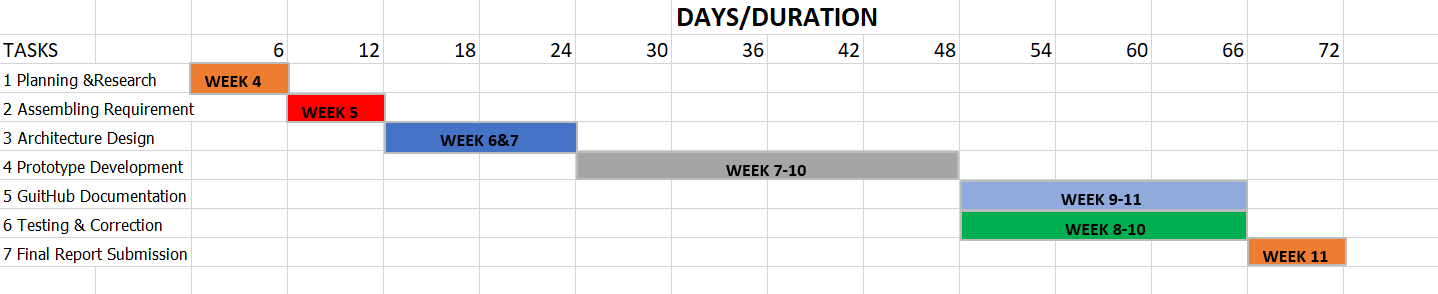 DAYS/DURATION
TASKS 6 12 18 24 30 36 42 48 54 60 66 72
1 Planning &Research WEEK 4
2 Assembling Requirement WEEK 5
3 Architecture Design WEEK 6&7
4 Prototype Development WEEK 7-10
5 GuitHub Documentation WEEK 9-11
6 Testing & Correction WEEK 8-10
7 Final Report Submission WEEK 11